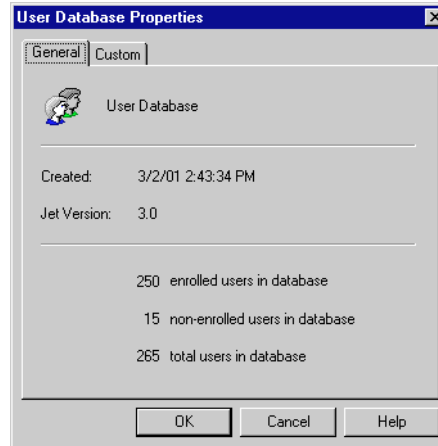 User Database Properties
General Custom
User Database
Created: 3/2/01 2:43:34 PM
Jet Version: 3.0
250 enrolled users in database
15 non-enrolled users in database
265 total users in database
OK Cancel Help